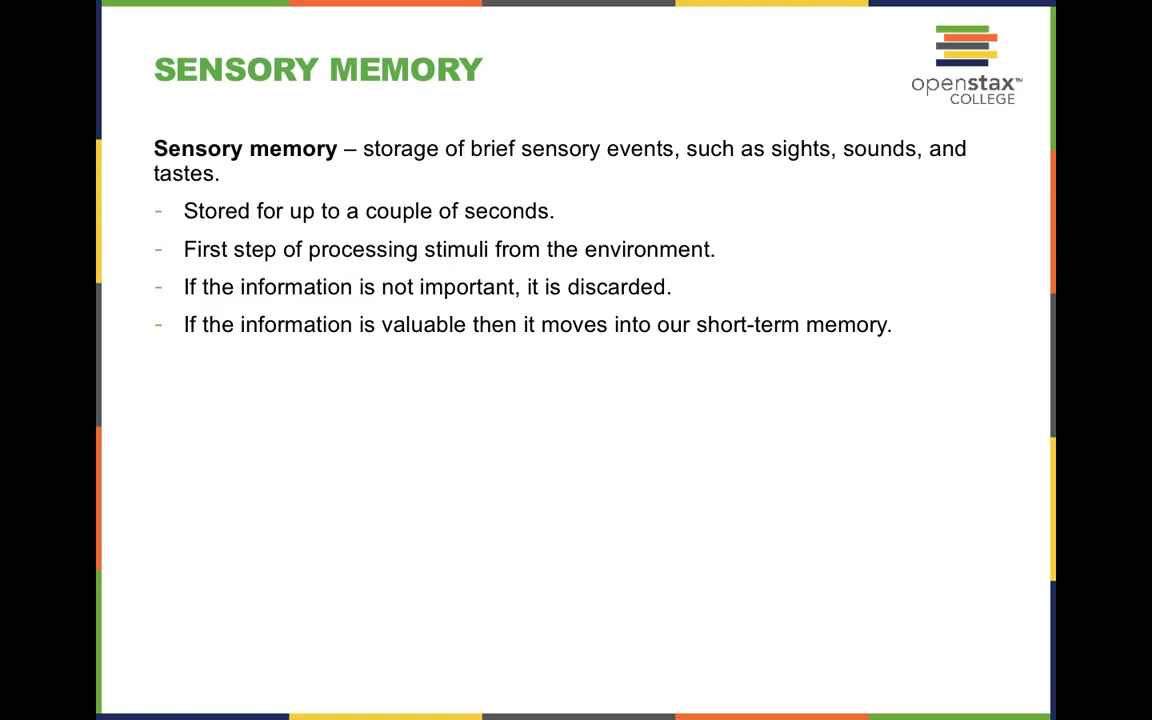 SENSORY MEMORY
openstax™
COLLEGE
Sensory memory – storage of brief sensory events, such as sights, sounds, and
tastes.
- Stored for up to a couple of seconds.
- First step of processing stimuli from the environment.
- If the information is not important, it is discarded.
- If the information is valuable then it moves into our short-term memory.